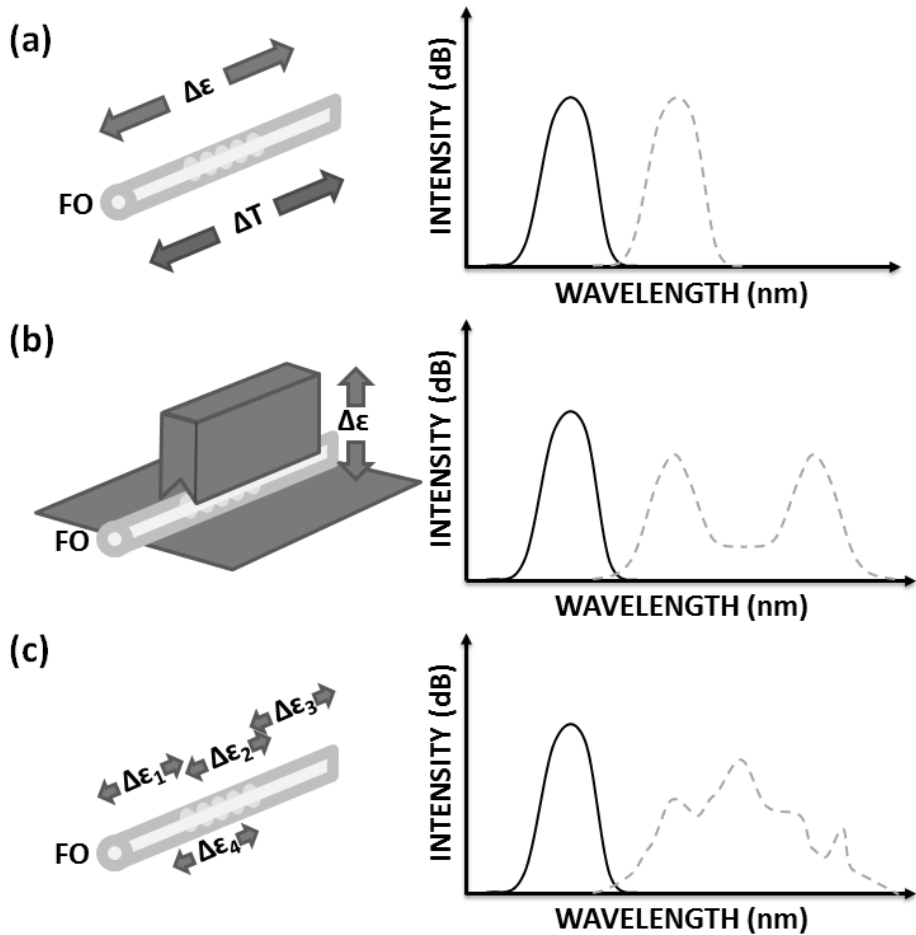 (a)
Δε
FO
ΔT
INTENSITY (dB)
WAVELENGTH (nm)
(b)
Δε
FO
INTENSITY (dB)
WAVELENGTH (nm)
(c)
Δε₃
Δε₂
Δε₁
FO
Δε₄
INTENSITY (dB)
WAVELENGTH (nm)